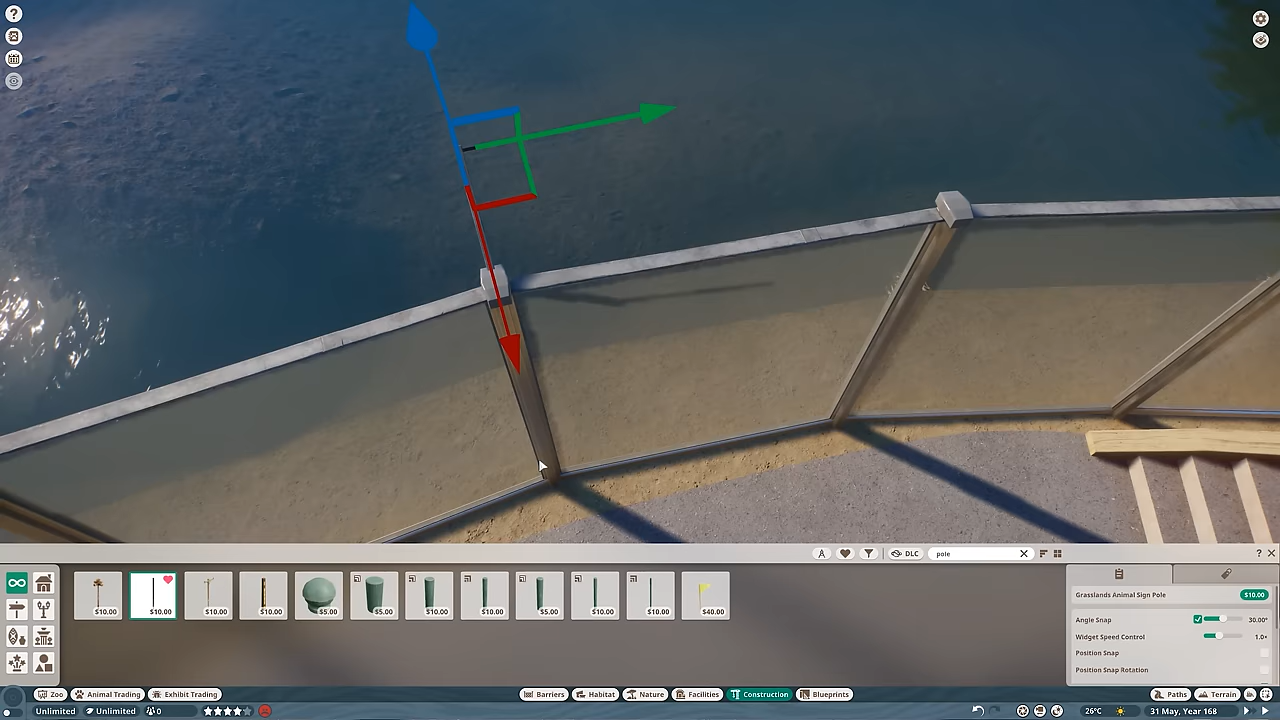 DLC
pole
?
$10.00
$10.00
$10.00
$10.00
$5.00
$5.00
$10.00
$10.00
$5.00
$10.00
$10.00
$40.00
Grasslands Animal Sign Pole $10.00
Angle Snap 30.00°
Widget Speed Control 1.0×
Position Snap
Position Snap Rotation
Zoo Animal Trading Exhibit Trading Barriers Habitat Nature Facilities Construction Blueprints Paths Terrain
Unlimited Unlimited 0 26°C 31 May, Year 168